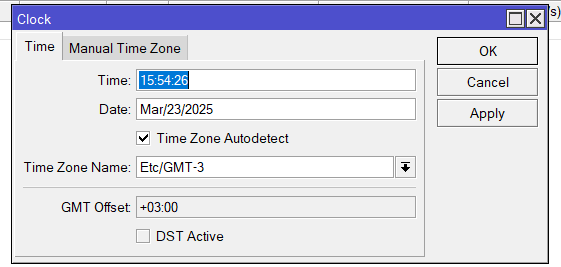 /s)
Clock
Time Manual Time Zone
Time: 15:54:26
OK
Date: Mar/23/2025
Cancel
Time Zone Autodetect
Apply
Time Zone Name: Etc/GMT-3
GMT Offset: +03:00
DST Active